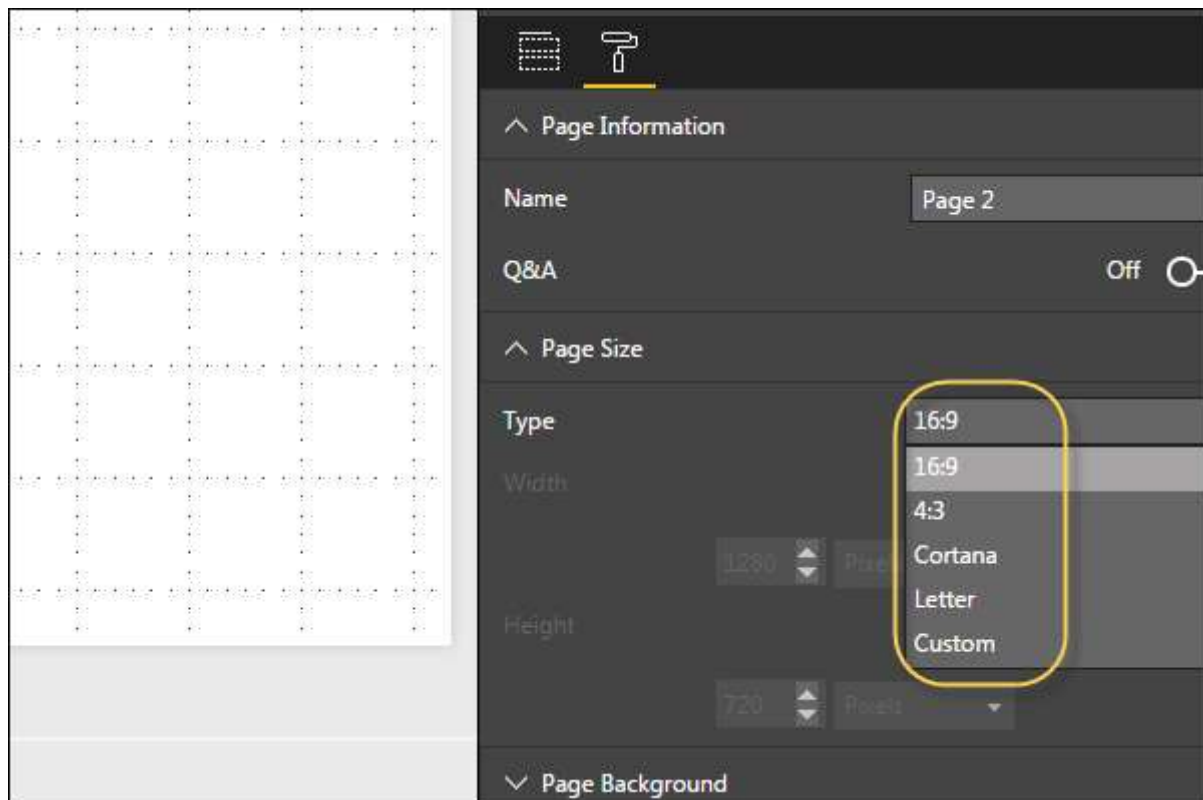 Page Information
Name
Page 2
Q&A
Off
Page Size
Type
16:9
16:9
Width
4:3
Cortana
1280
Pixels
Letter
Height
Custom
720
Pixels
Page Background